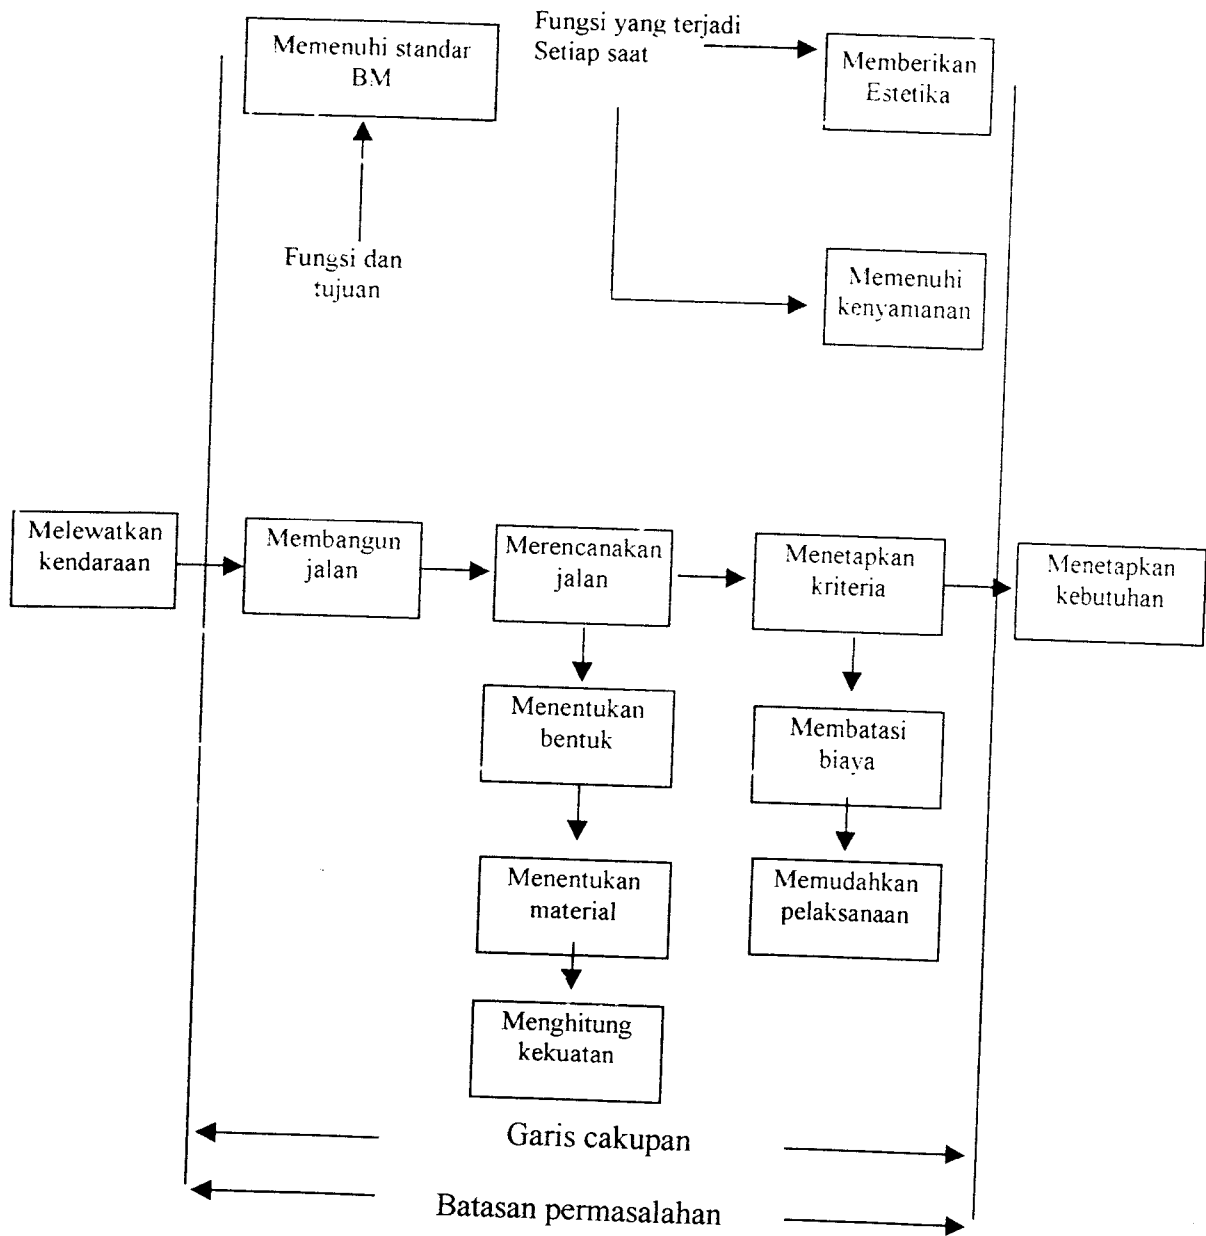 Memenuhi standar
BM
Fungsi yang terjadi
Setiap saat
Memberikan
Estetika
Fungsi dan
tujuan
Memenuhi
kenyamanan
Melewatkan
kendaraan
Membangun
jalan
Merencanakan
jalan
Menetapkan
kriteria
Menetapkan
kebutuhan
Menentukan
bentuk
Membatasi
biaya
Menentukan
material
Memudahkan
pelaksanaan
Menghitung
kekuatan
Garis cakupan
Batasan permasalahan